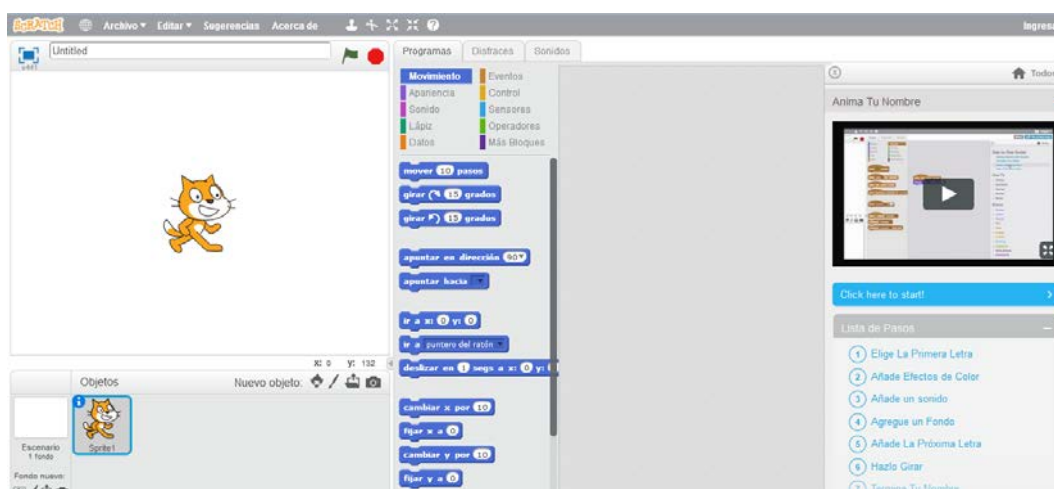 SCRATCH Archivo Editar Sugerencias Acerca de
Untitled
v461
X: 0 y: 132
Objetos
Nuevo objeto:
Escenario
1 fondo
Fondo nuevo:
Sprite1
Programas Disfraces Sonidos
Movimiento Eventos
Apariencia Control
Sonido Sensores
Lápiz Operadores
Datos Más Bloques
mover 10 pasos
girar 15 grados
girar 15 grados
apuntar en dirección 90
apuntar hacia
ir a x: 0 y: 0
ir a puntero del ratón
deslizar en 1 segs a x: 0 y:
cambiar x por 10
fijar x a 0
cambiar y por 10
fijar y a 0
Anima Tu Nombre
Click here to start!
Lista de Pasos
1 Elige La Primera Letra
2 Añade Efectos de Color
3 Añade un sonido
4 Agregue un Fondo
5 Añade La Próxima Letra
6 Hazlo Girar